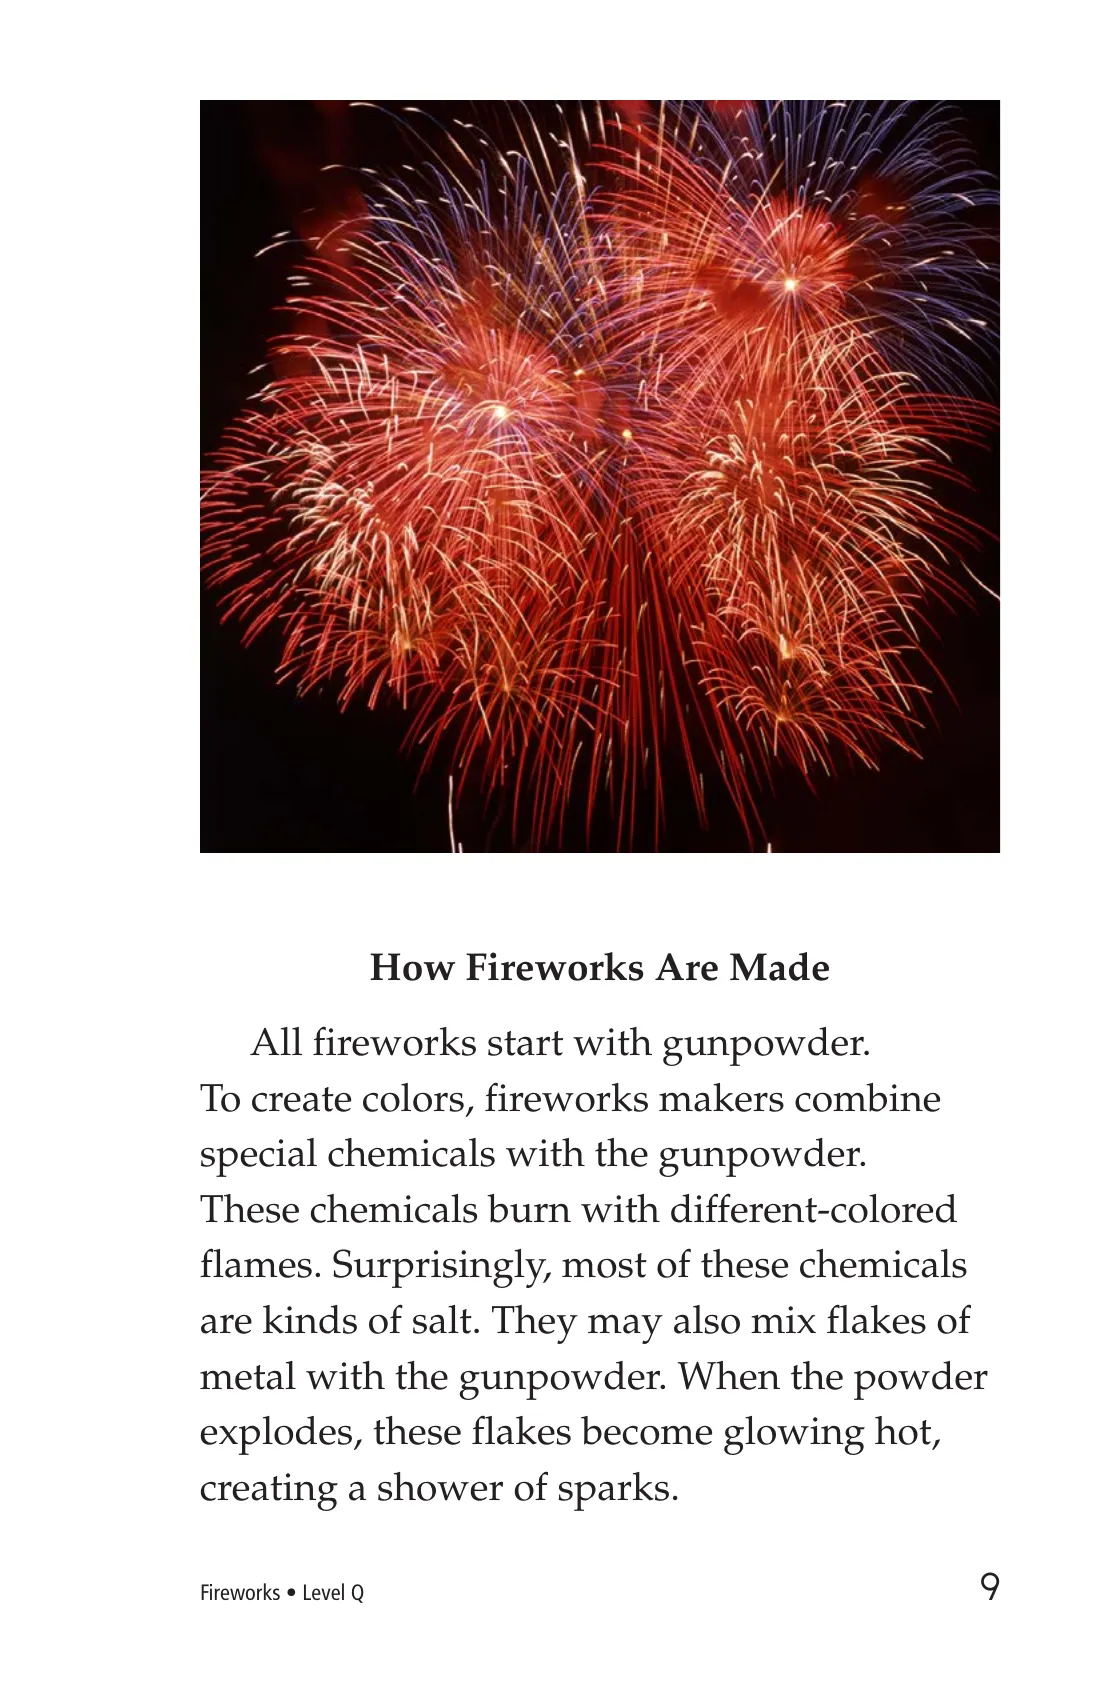 How Fireworks Are Made
All fireworks start with gunpowder.
To create colors, fireworks makers combine
special chemicals with the gunpowder.
These chemicals burn with different-colored
flames. Surprisingly, most of these chemicals
are kinds of salt. They may also mix flakes of
metal with the gunpowder. When the powder
explodes, these flakes become glowing hot,
creating a shower of sparks.
Fireworks • Level Q
9